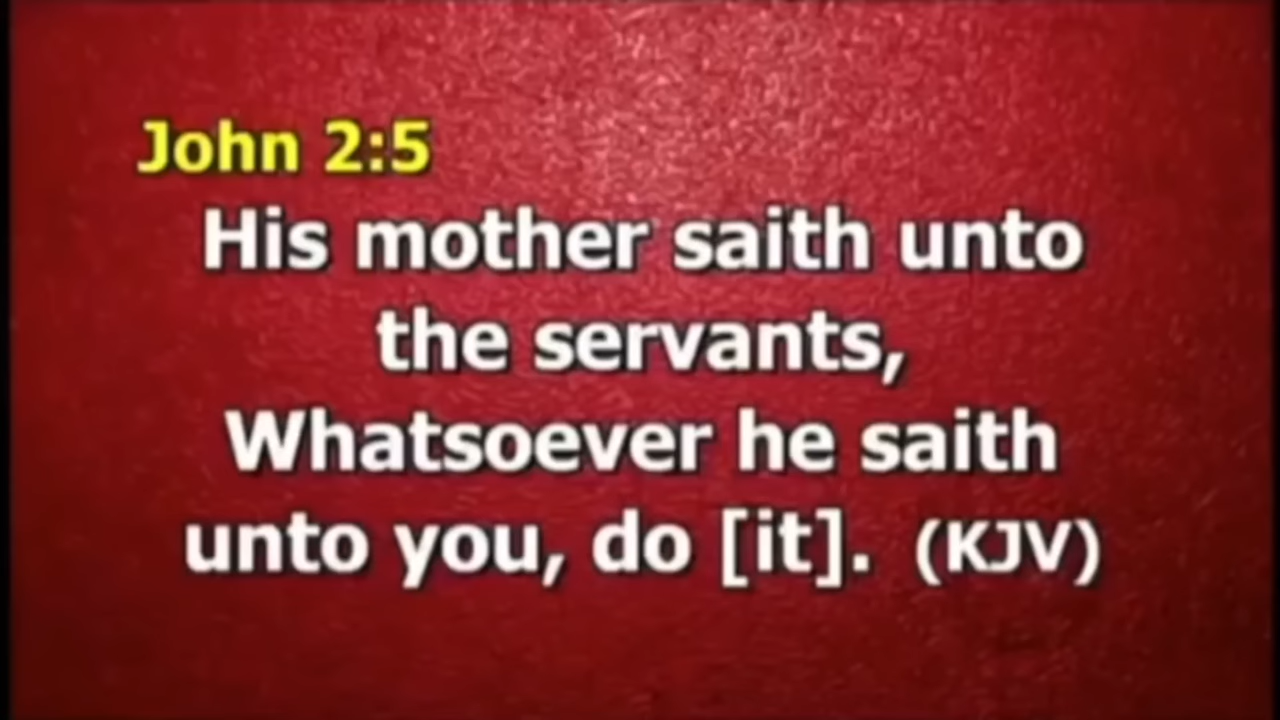 John 2:5
His mother saith unto
the servants,
Whatsoever he saith
unto you, do [it]. (KJV)